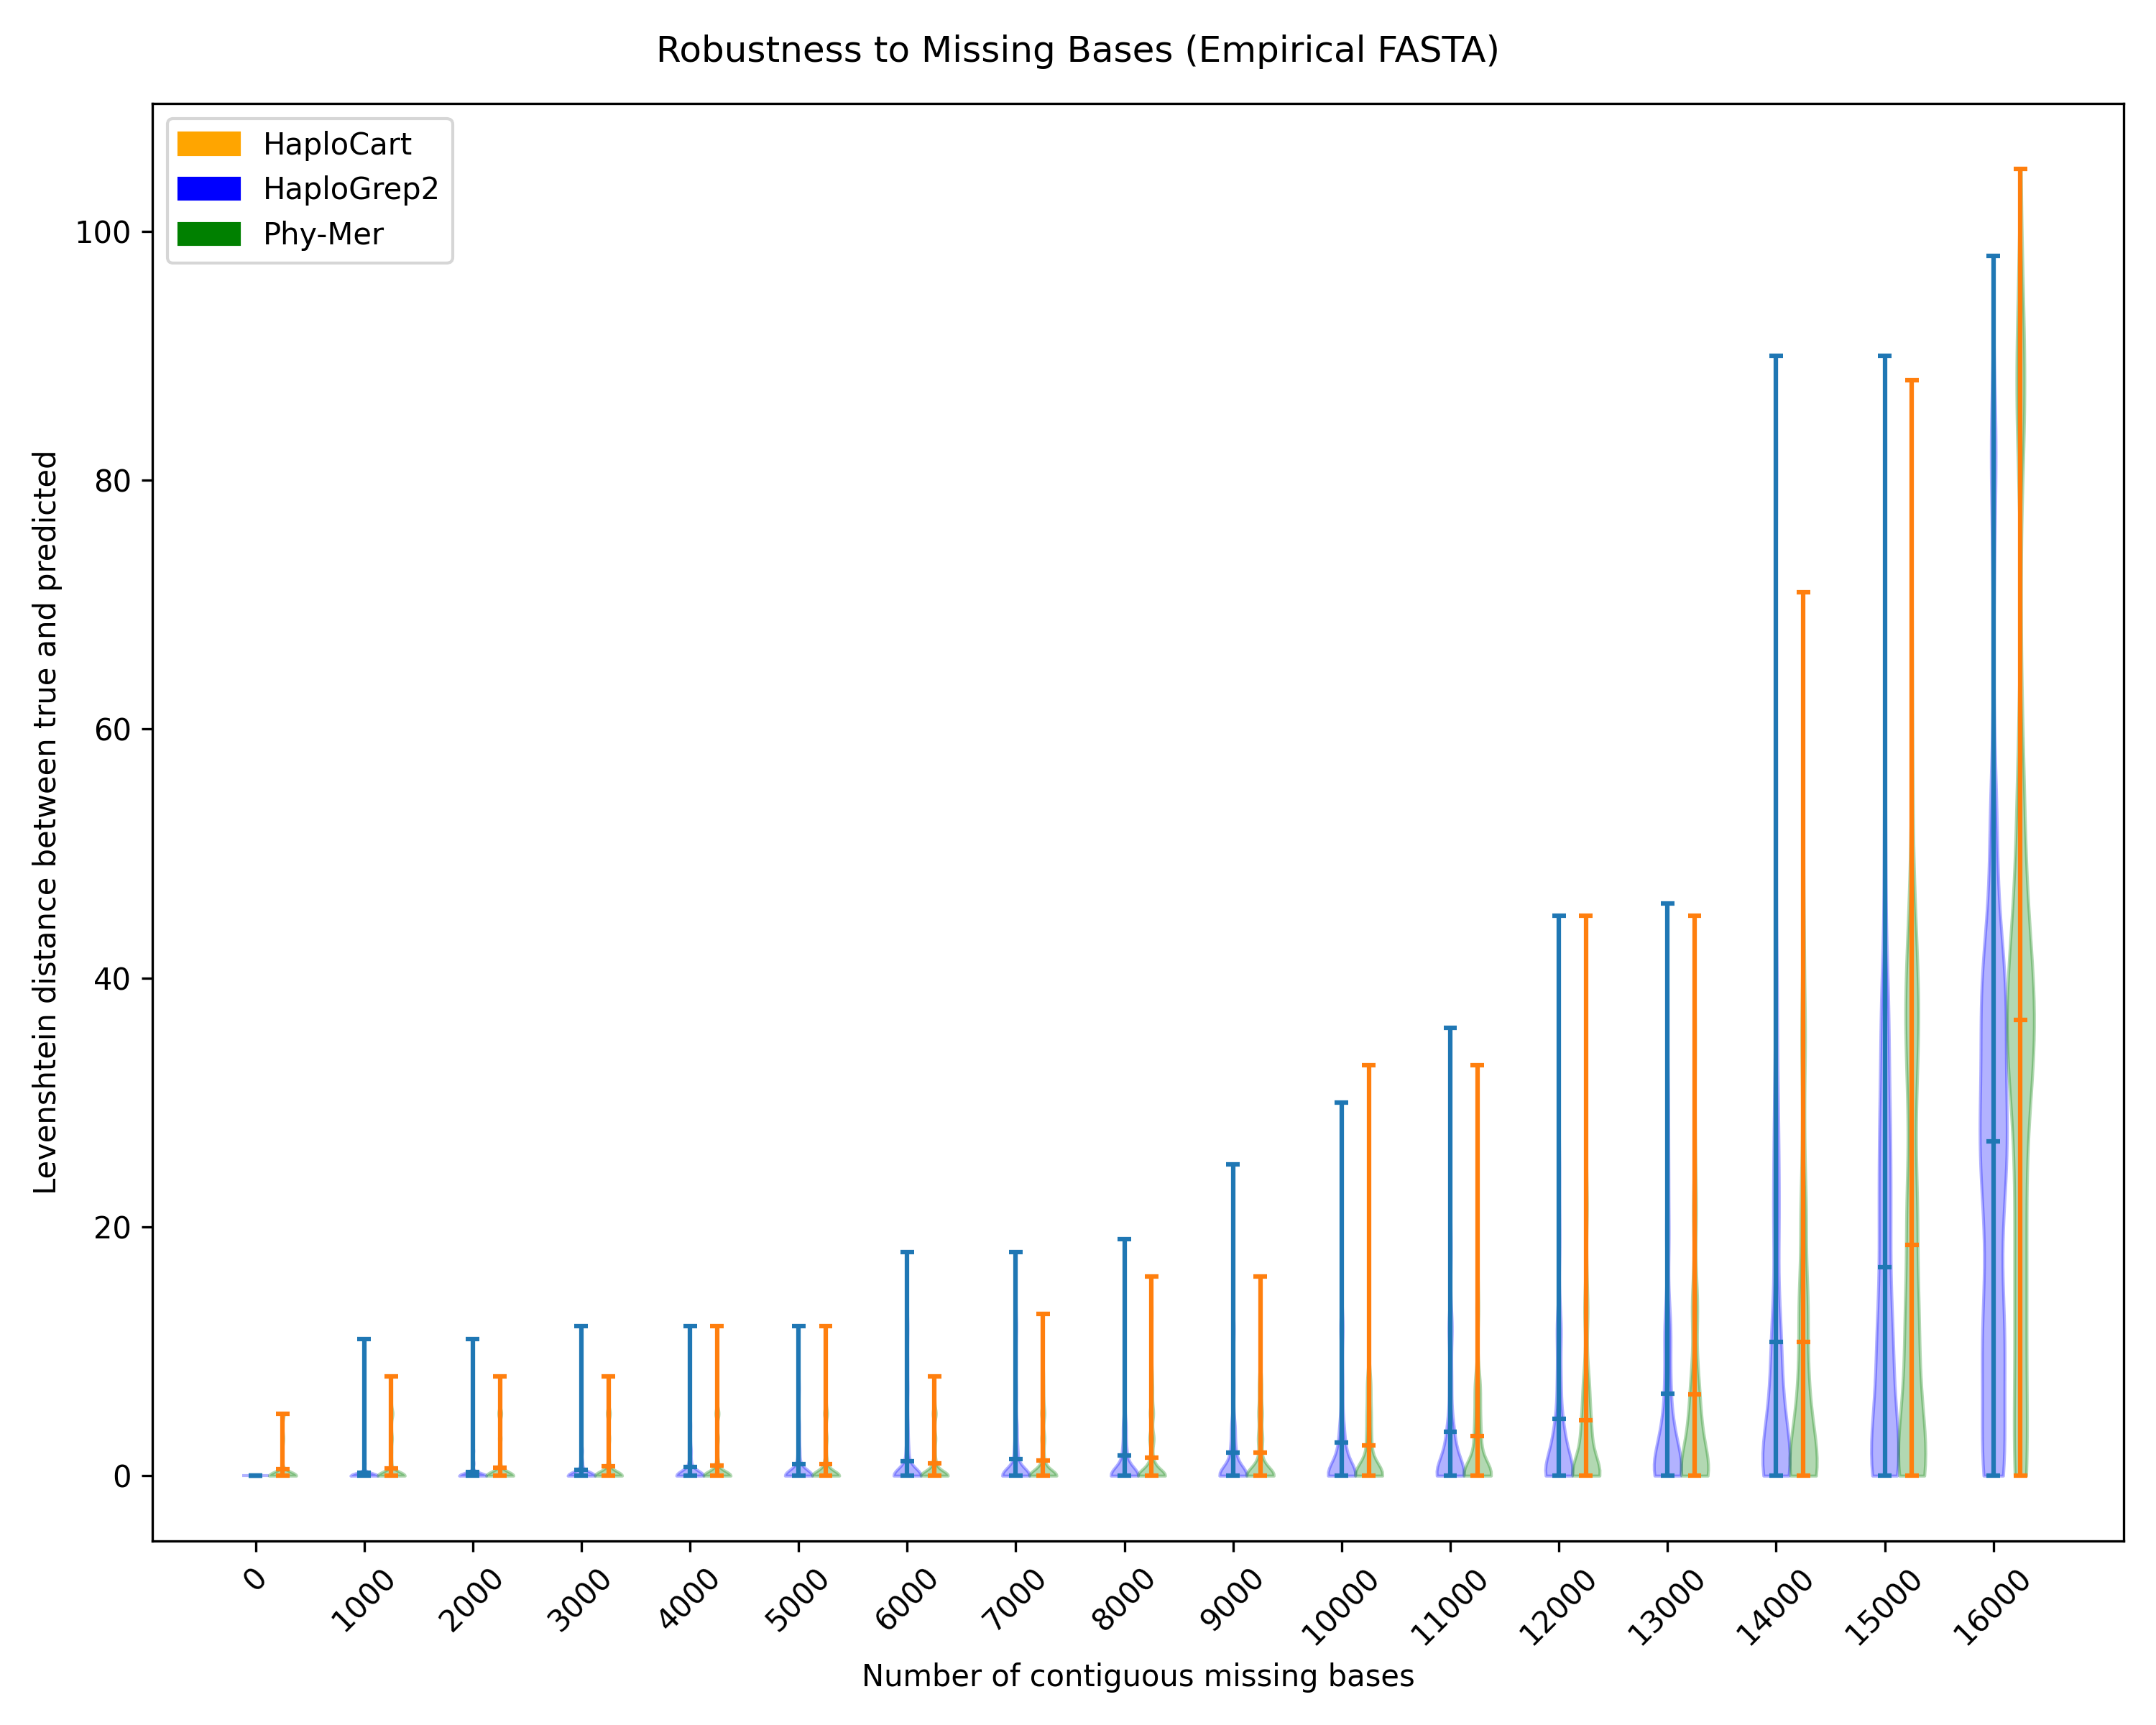 Robustness to Missing Bases (Empirical FASTA)
HaploCart
HaploGrep2
Phy-Mer
Levenshtein distance between true and predicted
100
80
60
40
20
0
0 1000 2000 3000 4000 5000 6000 7000 8000 9000 10000 11000 12000 13000 14000 15000 16000
Number of contiguous missing bases